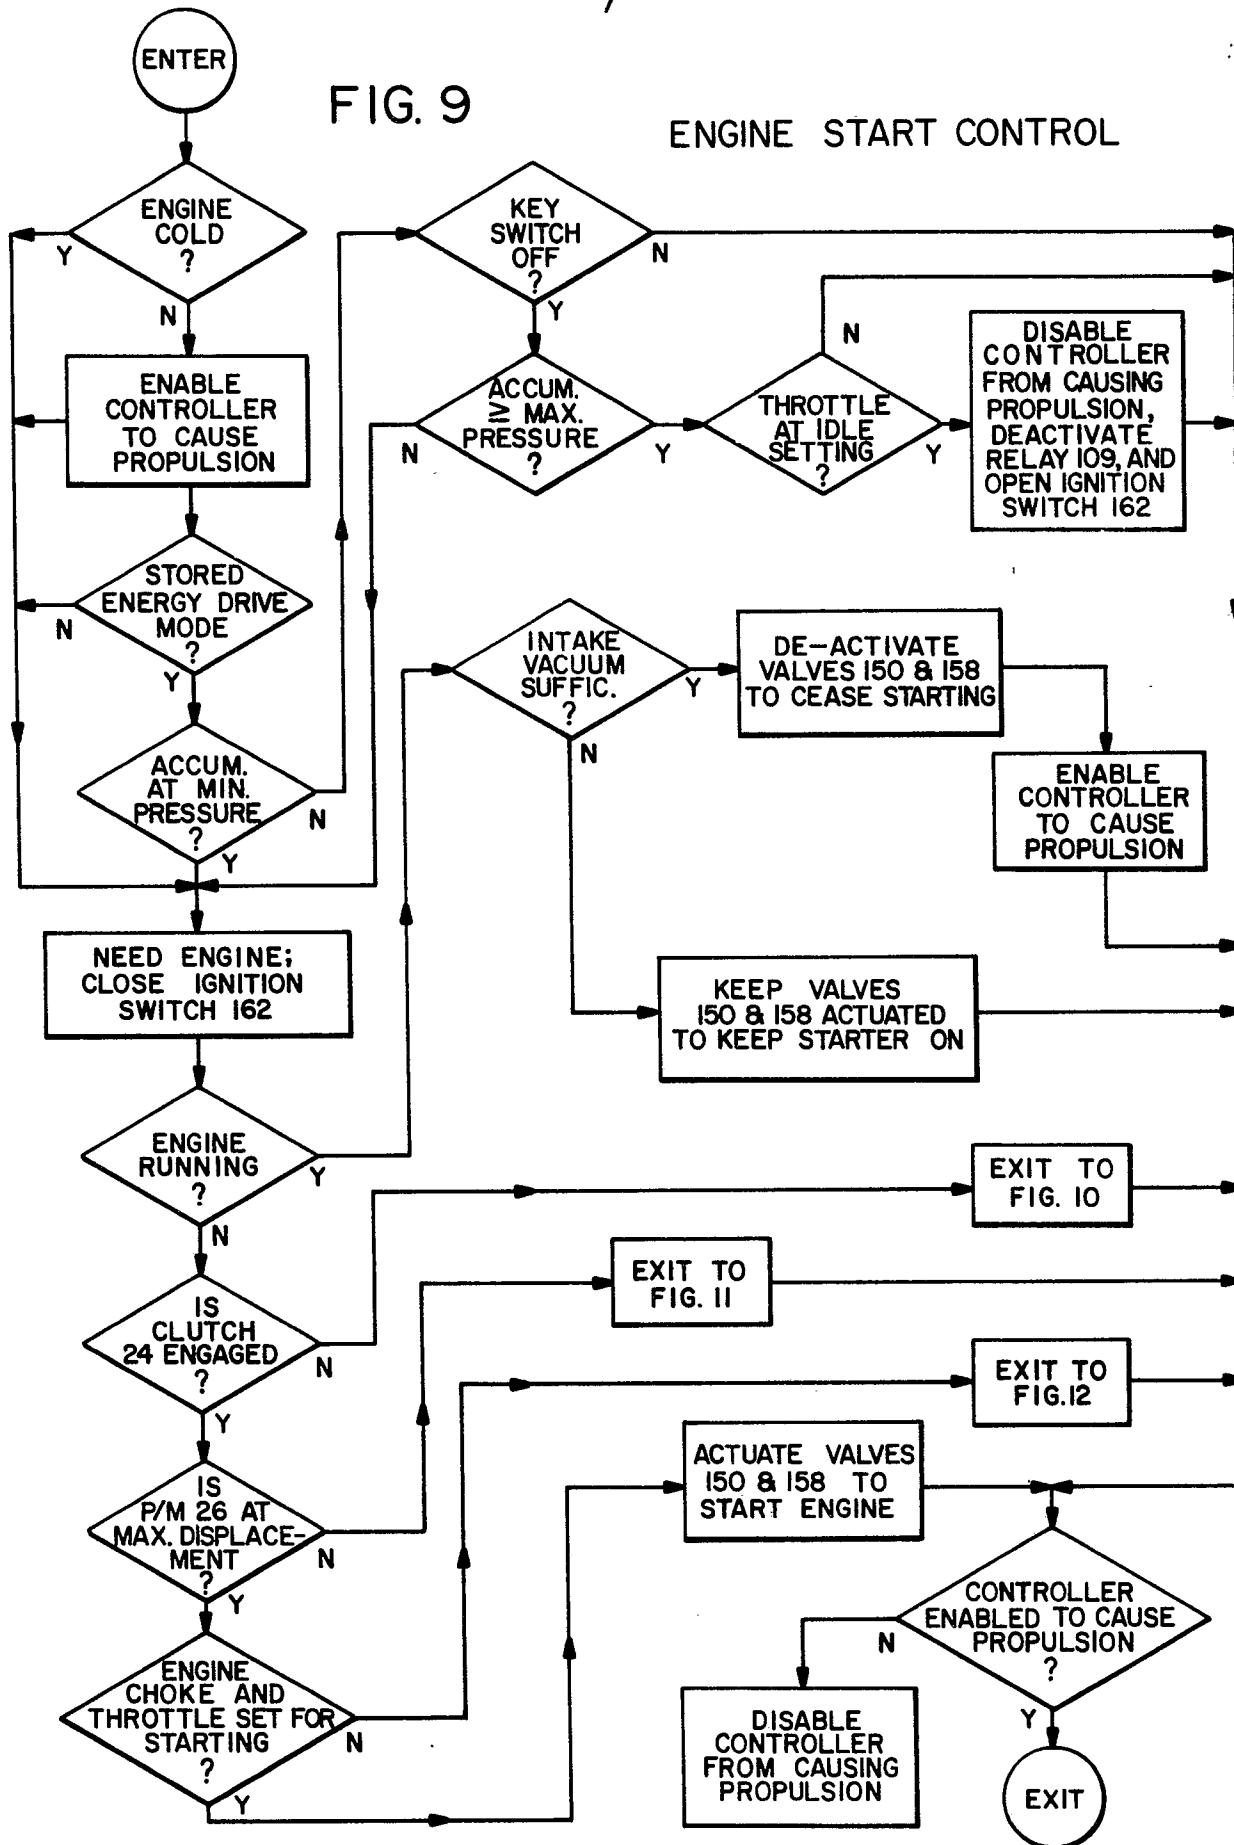 ENTER
FIG. 9
ENGINE START CONTROL
ENGINE
COLD
?
Y
N
ENABLE
CONTROLLER
TO CAUSE
PROPULSION
STORED
ENERGY DRIVE
MODE
?
N
Y
ACCUM.
AT MIN.
PRESSURE
?
N
Y
KEY
SWITCH
OFF
?
N
Y
ACCUM.
≥ MAX.
PRESSURE
?
N
Y
THROTTLE
AT IDLE
SETTING
?
N
Y
DISABLE
CONTROLLER
FROM CAUSING
PROPULSION,
DEACTIVATE
RELAY 109, AND
OPEN IGNITION
SWITCH 162
NEED ENGINE;
CLOSE IGNITION
SWITCH 162
INTAKE
VACUUM
SUFFIC.
?
Y
N
DE-ACTIVATE
VALVES 150 & 158
TO CEASE STARTING
ENABLE
CONTROLLER
TO CAUSE
PROPULSION
KEEP VALVES
150 & 158 ACTUATED
TO KEEP STARTER ON
ENGINE
RUNNING
?
Y
N
EXIT TO
FIG. 10
IS
CLUTCH
24 ENGAGED
?
N
Y
EXIT TO
FIG. 11
IS
P/M 26 AT
MAX. DISPLACE-
MENT
?
N
Y
EXIT TO
FIG.12
ENGINE
CHOKE AND
THROTTLE SET FOR
STARTING
?
N
Y
ACTUATE VALVES
150 & 158 TO
START ENGINE
CONTROLLER
ENABLED TO CAUSE
PROPULSION
?
N
Y
DISABLE
CONTROLLER
FROM CAUSING
PROPULSION
EXIT